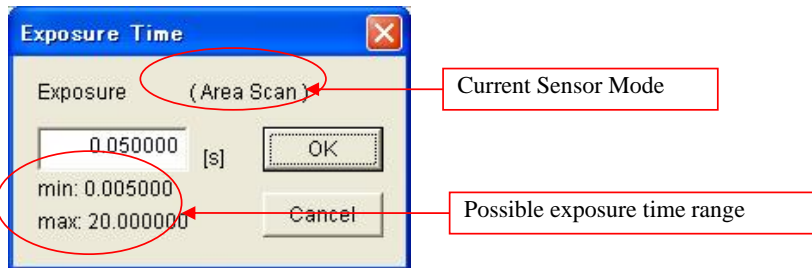 Exposure Time
Exposure (Area Scan)
Current Sensor Mode
0.050000 [s] OK
min: 0.005000
max: 20.000000 Cancel
Possible exposure time range